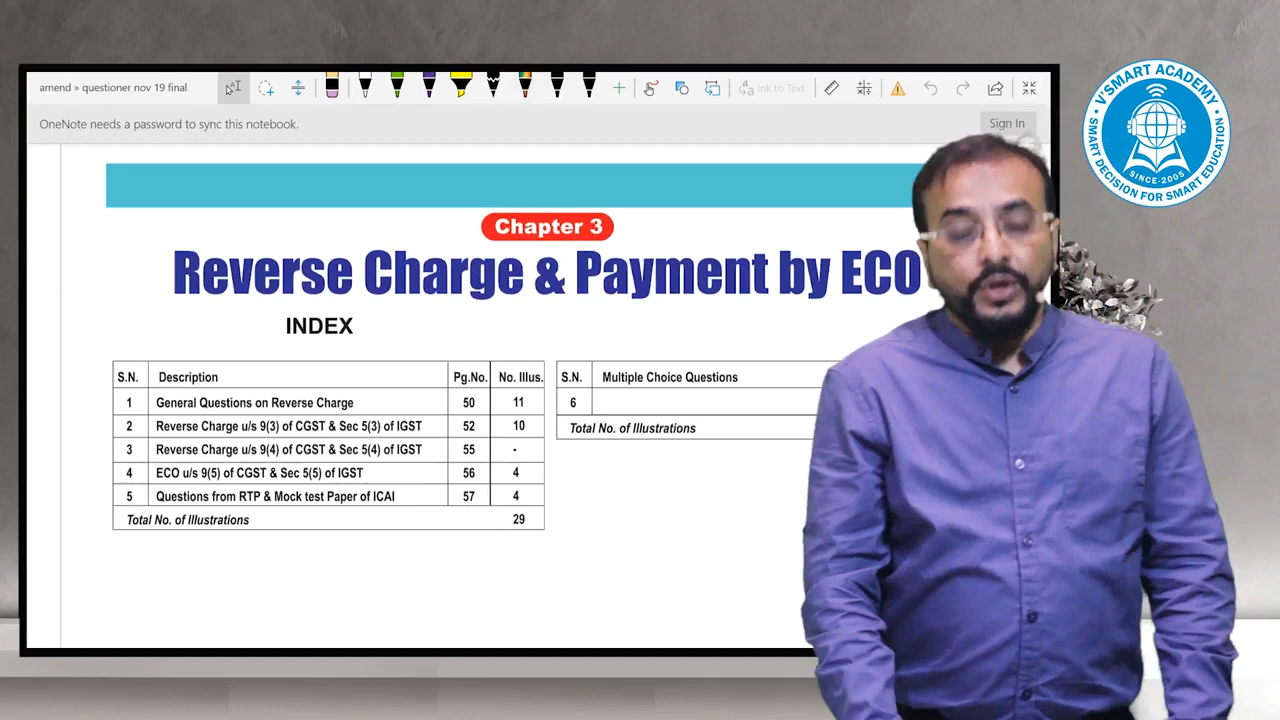 amend » questioner nov 19 final
Ink to Text
OneNote needs a password to sync this notebook.
Sign In
V'SMART ACADEMY
SINCE-2005
SMART DECISION FOR SMART EDUCATION
Chapter 3
Reverse Charge & Payment by ECO
INDEX
S.N. Description Pg.No. No. Illus.
1 General Questions on Reverse Charge 50 11
2 Reverse Charge u/s 9(3) of CGST & Sec 5(3) of IGST 52 10
3 Reverse Charge u/s 9(4) of CGST & Sec 5(4) of IGST 55 -
4 ECO u/s 9(5) of CGST & Sec 5(5) of IGST 56 4
5 Questions from RTP & Mock test Paper of ICAI 57 4
Total No. of Illustrations 29
S.N. Multiple Choice Questions
6
Total No. of Illustrations